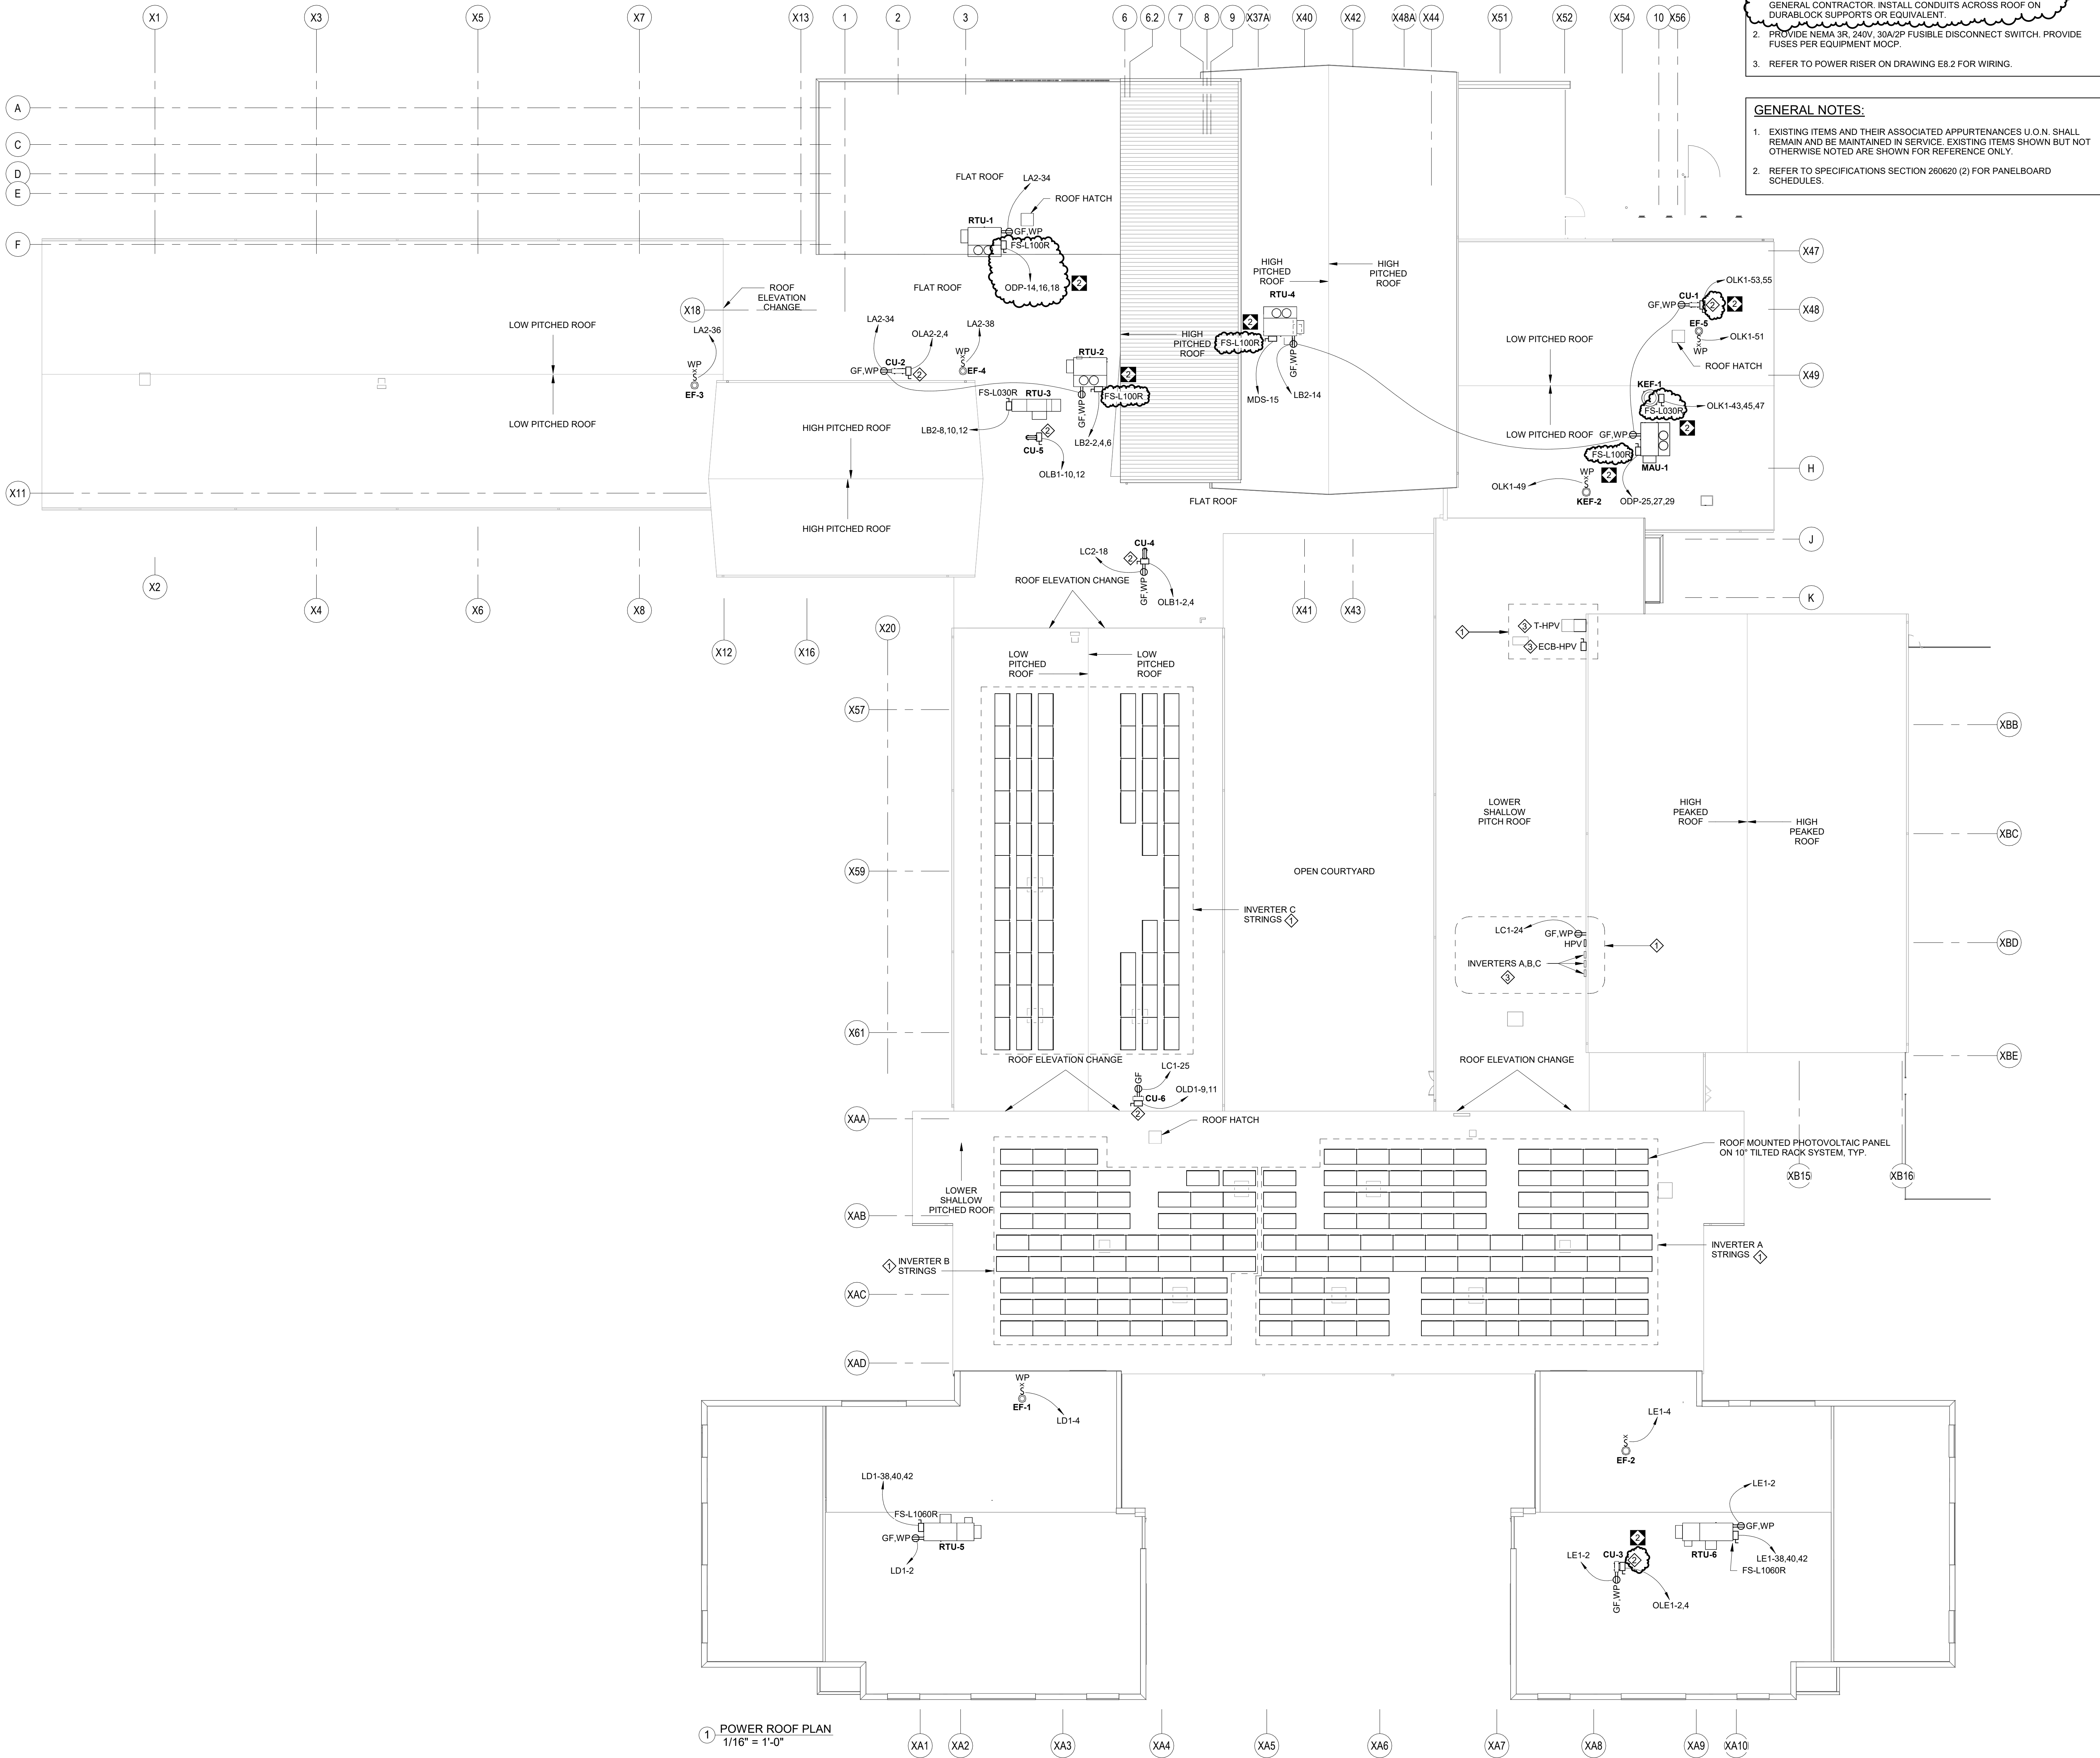 X1
X3
X5
X7
X13
1
2
3
6
6.2
7
8
9
X37A
X40
X42
X48A
X44
X51
X52
X54
10
X56
GENERAL CONTRACTOR. INSTALL CONDUITS ACROSS ROOF ON
DURABLOCK SUPPORTS OR EQUIVALENT.
2. PROVIDE NEMA 3R, 240V, 30A/2P FUSIBLE DISCONNECT SWITCH. PROVIDE
FUSES PER EQUIPMENT MOCP.
3. REFER TO POWER RISER ON DRAWING E8.2 FOR WIRING.
GENERAL NOTES:
1. EXISTING ITEMS AND THEIR ASSOCIATED APPURTENANCES U.O.N. SHALL
REMAIN AND BE MAINTAINED IN SERVICE. EXISTING ITEMS SHOWN BUT NOT
OTHERWISE NOTED ARE SHOWN FOR REFERENCE ONLY.
2. REFER TO SPECIFICATIONS SECTION 260620 (2) FOR PANELBOARD
SCHEDULES.
A
C
D
E
F
X11
FLAT ROOF
LA2-34
ROOF HATCH
RTU-1
GF,WP
FS-L100R
ODP-14,16,18
2
FLAT ROOF
ROOF
ELEVATION
CHANGE
X18
LOW PITCHED ROOF
LOW PITCHED ROOF
LA2-36
WP
EF-3
LA2-34
OLA2-2,4
CU-2
GF,WP
2
LA2-38
WP
EF-4
RTU-2
2
FS-L100R
GF,WP
LB2-2,4,6
FS-L030R
RTU-3
LB2-8,10,12
2
CU-5
OLB1-10,12
HIGH PITCHED ROOF
HIGH PITCHED ROOF
HIGH
PITCHED
ROOF
HIGH
PITCHED
ROOF
HIGH
PITCHED
ROOF
RTU-4
2
FS-L100R
GF,WP
MDS-15
LB2-14
FLAT ROOF
X47
X48
X49
H
J
K
OLK1-53,55
CU-1
GF,WP
2
2
EF-5
OLK1-51
WP
ROOF HATCH
LOW PITCHED ROOF
LOW PITCHED ROOF
KEF-1
FS-L030R
OLK1-43,45,47
2
GF,WP
FS-L100R
MAU-1
2
WP
OLK1-49
KEF-2
ODP-25,27,29
X2
X4
X6
X8
X12
X16
X20
X41
X43
LC2-18
CU-4
2
GF,WP
OLB1-2,4
ROOF ELEVATION CHANGE
LOW
PITCHED
ROOF
LOW
PITCHED
ROOF
1
3 T-HPV
3 ECB-HPV
X57
X59
X61
XBB
XBC
XBD
XBE
LOWER
SHALLOW
PITCH ROOF
HIGH
PEAKED
ROOF
HIGH
PEAKED
ROOF
OPEN COURTYARD
INVERTER C
STRINGS 1
LC1-24
GF,WP
HPV
1
INVERTERS A,B,C
3
ROOF ELEVATION CHANGE
ROOF ELEVATION CHANGE
LC1-25
GF
OLD1-9,11
CU-6
2
ROOF HATCH
XAA
XAB
XAC
XAD
LOWER
SHALLOW
PITCHED ROOF
ROOF MOUNTED PHOTOVOLTAIC PANEL
ON 10° TILTED RACK SYSTEM, TYP.
XB15
XB16
1 INVERTER B
STRINGS
INVERTER A
STRINGS 1
WP
EF-1
LD1-4
LE1-4
EF-2
LD1-38,40,42
FS-L1060R
GF,WP
RTU-5
LD1-2
LE1-2
GF,WP
RTU-6
LE1-38,40,42
FS-L1060R
2
LE1-2
CU-3
2
GF,WP
OLE1-2,4
1 POWER ROOF PLAN
1/16" = 1'-0"
XA1
XA2
XA3
XA4
XA5
XA6
XA7
XA8
XA9
XA10